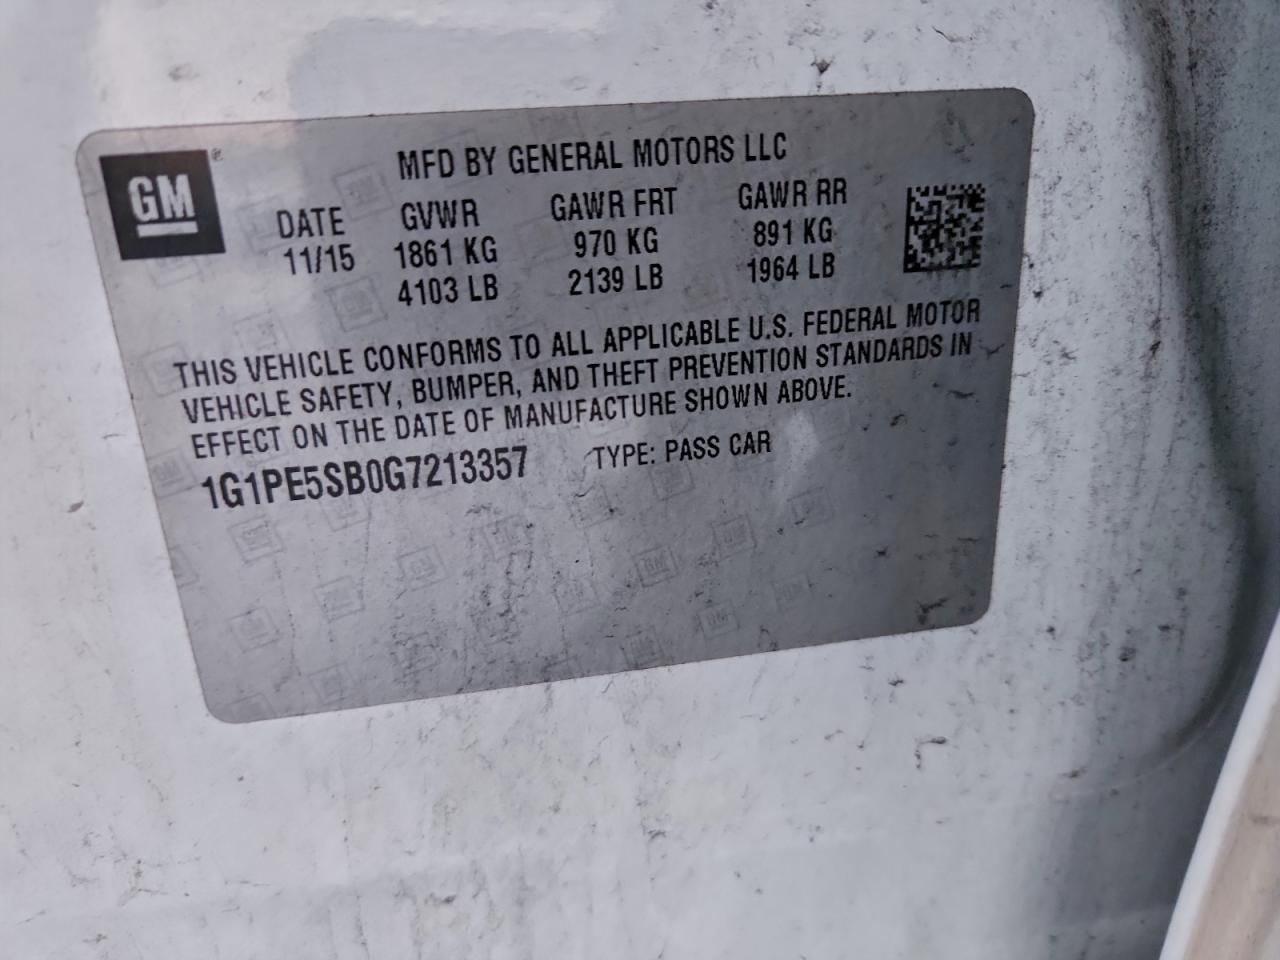 GM
MFD BY GENERAL MOTORS LLC
DATE GVWR GAWR FRT GAWR RR
11/15 1861 KG 970 KG 891 KG
4103 LB 2139 LB 1964 LB
THIS VEHICLE CONFORMS TO ALL APPLICABLE U.S. FEDERAL MOTOR
VEHICLE SAFETY, BUMPER, AND THEFT PREVENTION STANDARDS IN
EFFECT ON THE DATE OF MANUFACTURE SHOWN ABOVE.
1G1PE5SB0G7213357 TYPE: PASS CAR